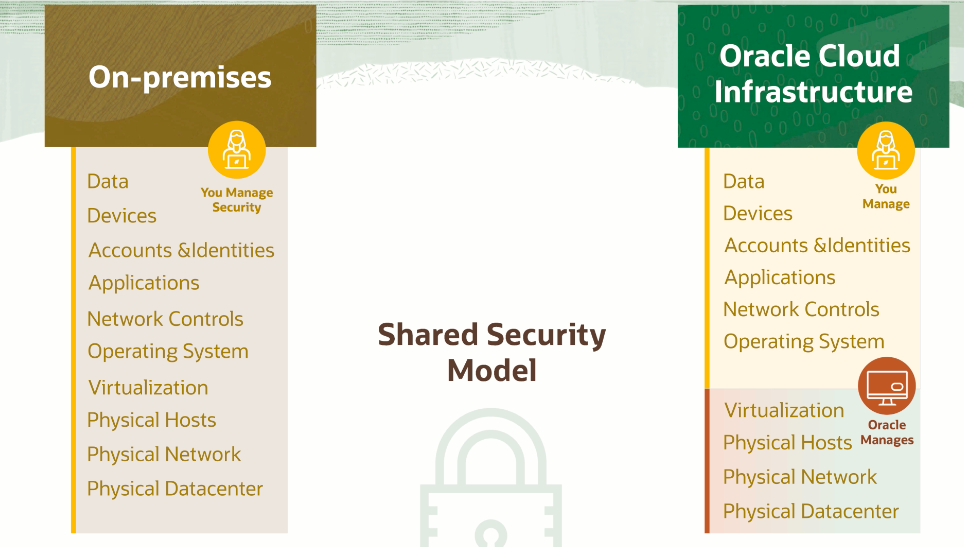 On-premises
You Manage
Security
Data
Devices
Accounts &Identities
Applications
Network Controls
Operating System
Virtualization
Physical Hosts
Physical Network
Physical Datacenter
Shared Security
Model
Oracle Cloud
Infrastructure
You
Manage
Data
Devices
Accounts &Identities
Applications
Network Controls
Operating System
Oracle
Manages
Virtualization
Physical Hosts
Physical Network
Physical Datacenter